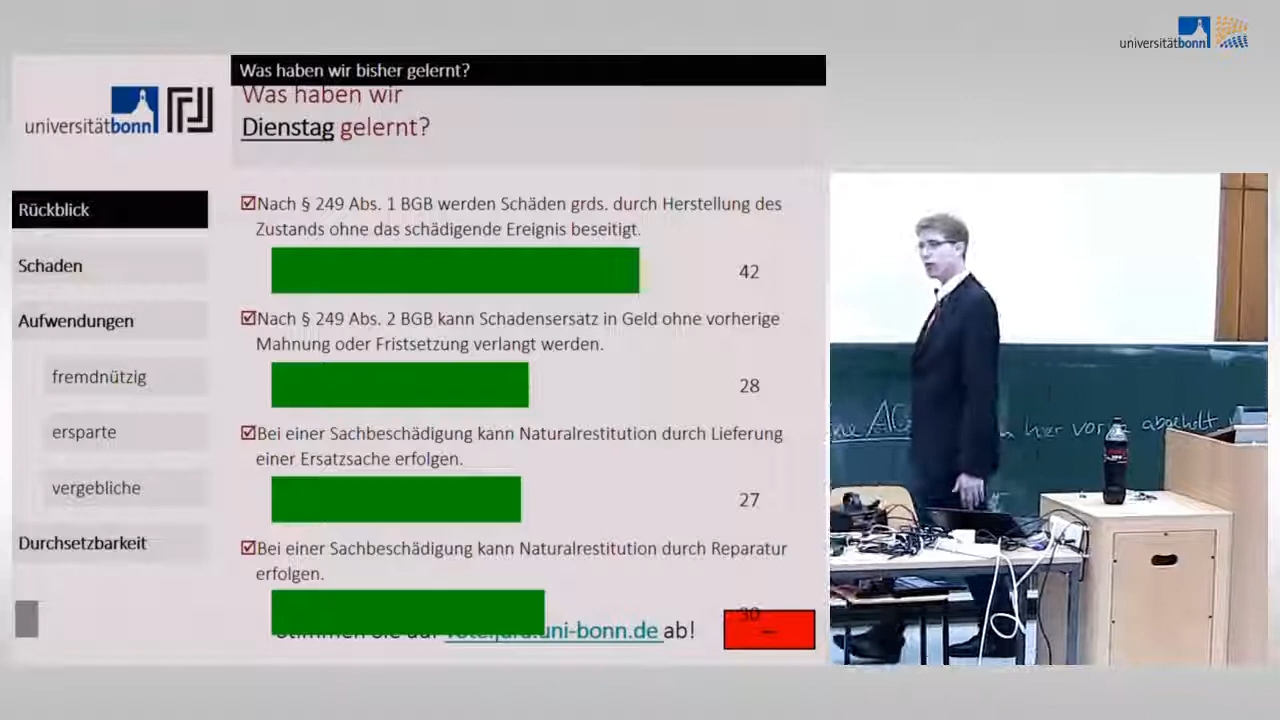 universitätbonn
Was haben wir bisher gelernt?
Was haben wir
Dienstag gelernt?
universitätbonn
Rückblick
Schaden
Aufwendungen
fremdnützig
ersparte
vergebliche
Durchsetzbarkeit
Nach § 249 Abs. 1 BGB werden Schäden grds. durch Herstellung des
Zustands ohne das schädigende Ereignis beseitigt.
42
Nach § 249 Abs. 2 BGB kann Schadensersatz in Geld ohne vorherige
Mahnung oder Fristsetzung verlangt werden.
28
Bei einer Sachbeschädigung kann Naturalrestitution durch Lieferung
einer Ersatzsache erfolgen.
27
Bei einer Sachbeschädigung kann Naturalrestitution durch Reparatur
erfolgen.
30
uni-bonn.de ab!
hier vorne abgeholt